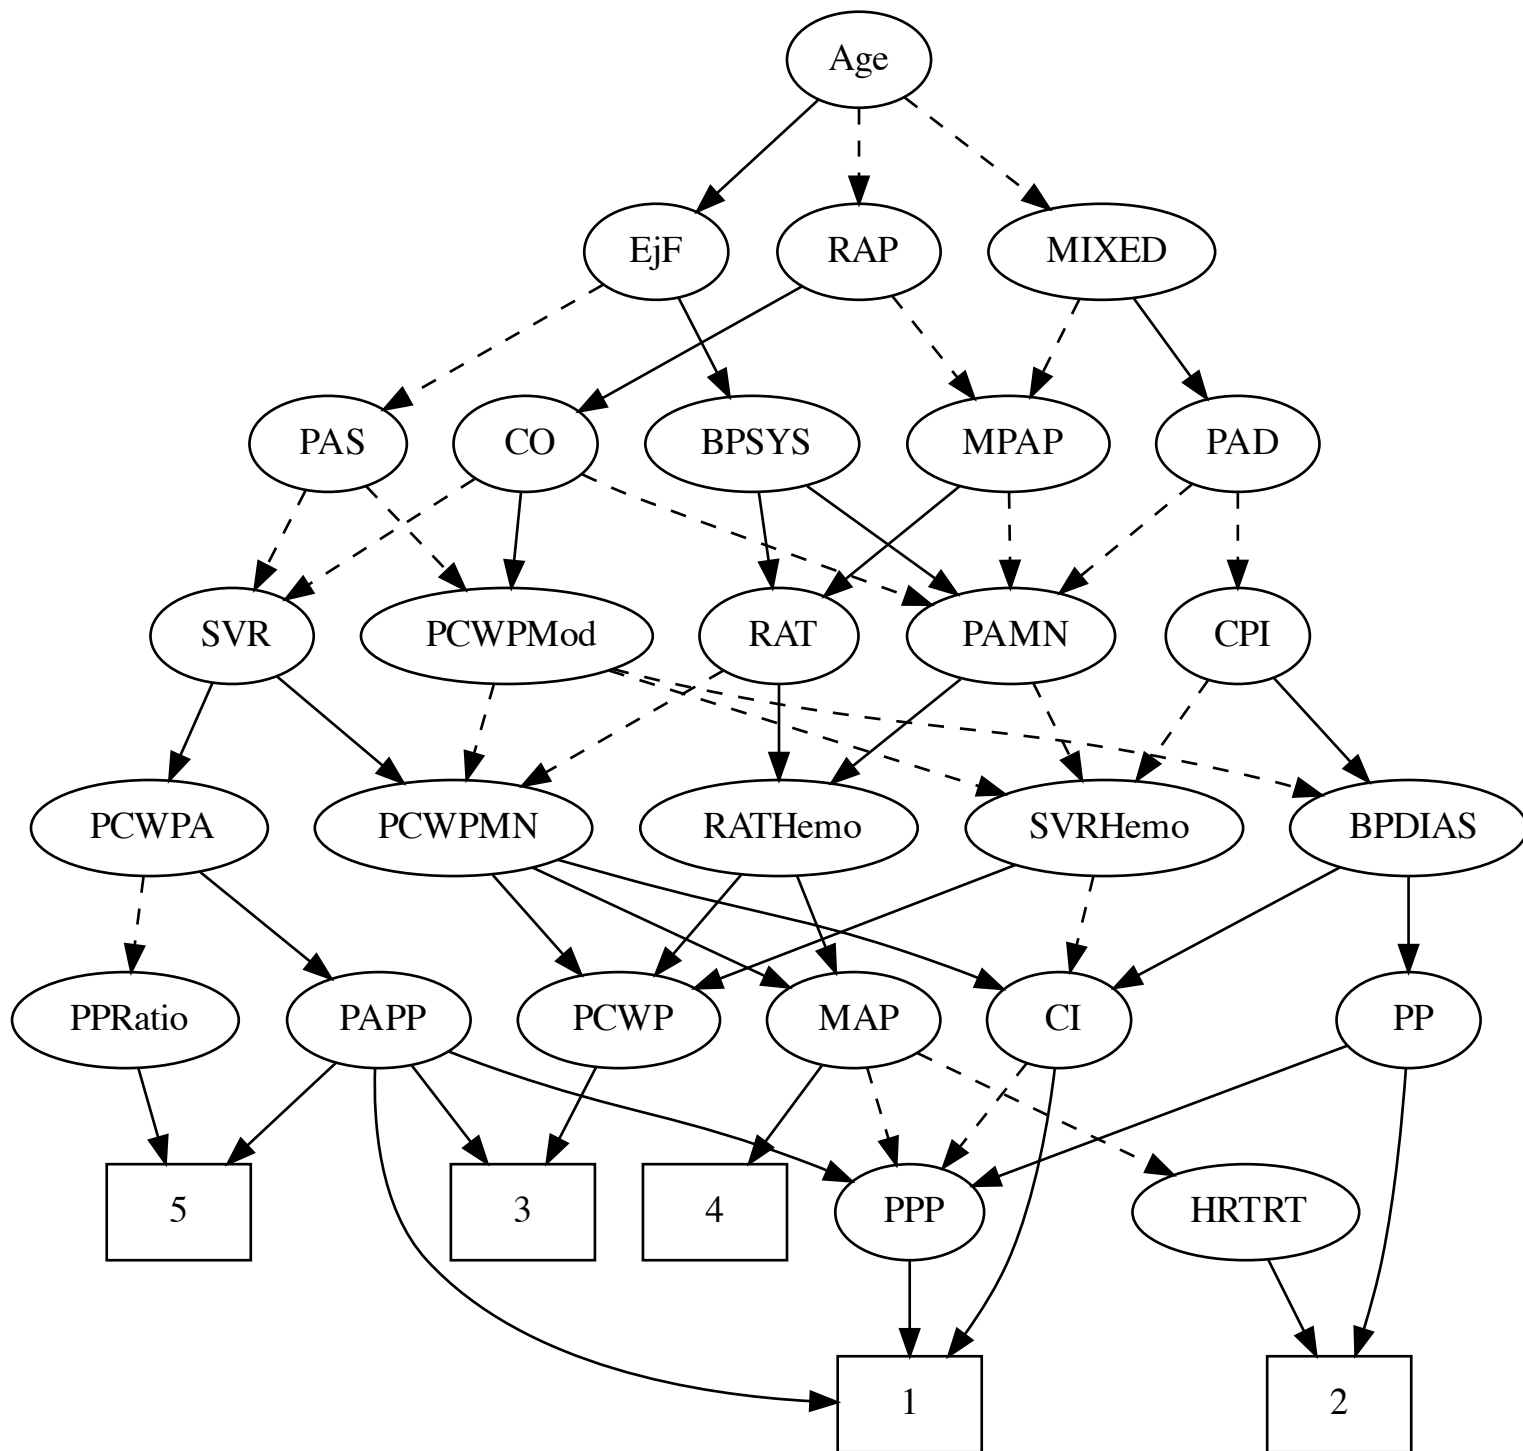 Age
EjF
RAP
MIXED
PAS
CO
BPSYS
MPAP
PAD
SVR
PCWPMod
RAT
PAMN
CPI
PCWPA
PCWPMN
RATHemo
SVRHemo
BPDIAS
PPRatio
PAPP
PCWP
MAP
CI
PP
5
3
4
PPP
HRTRT
1
2